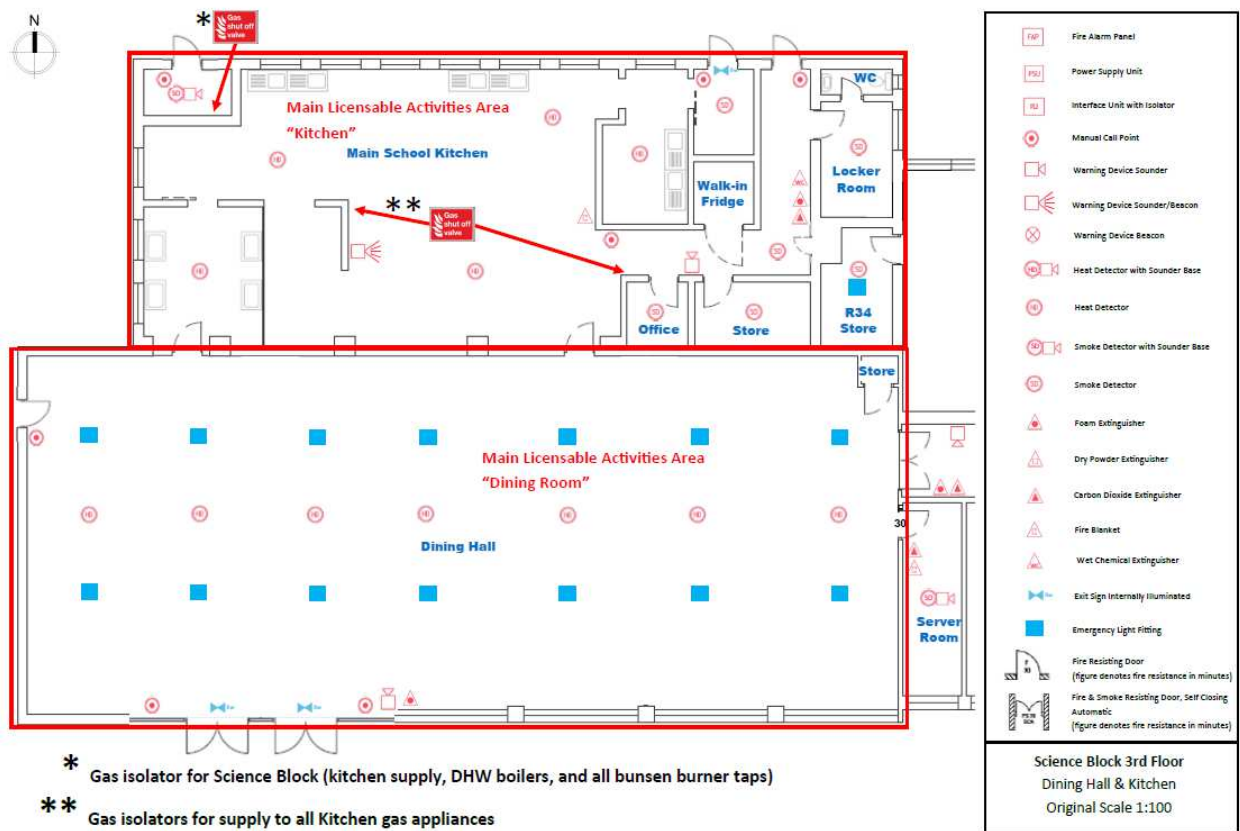 N
*
Gas
shut off
valve
Main Licensable Activities Area
"Kitchen"
Main School Kitchen
WC
Locker
Room
Walk-in
Fridge
**
Gas
shut off
valve
Office
Store
R34
Store
Store
Main Licensable Activities Area
"Dining Room"
Dining Hall
30
Server
Room
* Gas isolator for Science Block (kitchen supply, DHW boilers, and all bunsen burner taps)
** Gas isolators for supply to all Kitchen gas appliances
FAP Fire Alarm Panel
PSU Power Supply Unit
Interface Unit with Isolator
Manual Call Point
Warning Device Sounder
Warning Device Sounder/Beacon
Warning Device Beacon
HD Heat Detector with Sounder Base
HD Heat Detector
SD Smoke Detector with Sounder Base
SD Smoke Detector
Foam Extinguisher
Dry Powder Extinguisher
Carbon Dioxide Extinguisher
Fire Blanket
WC Wet Chemical Extinguisher
Exit Sign Internally Illuminated
Emergency Light Fitting
Fire Resisting Door
(figure denotes fire resistance in minutes)
Fire & Smoke Resisting Door, Self Closing
Automatic
(figure denotes fire resistance in minutes)
Science Block 3rd Floor
Dining Hall & Kitchen
Original Scale 1:100